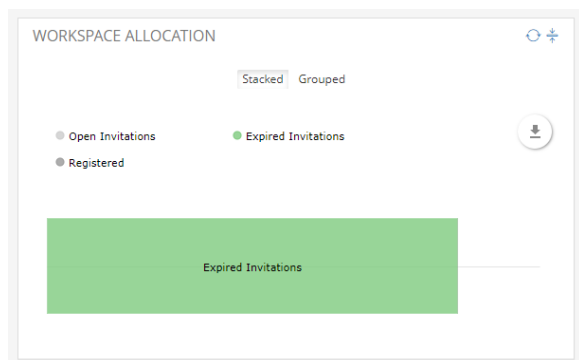 WORKSPACE ALLOCATION
Stacked Grouped
Open Invitations Expired Invitations
Registered
Expired Invitations